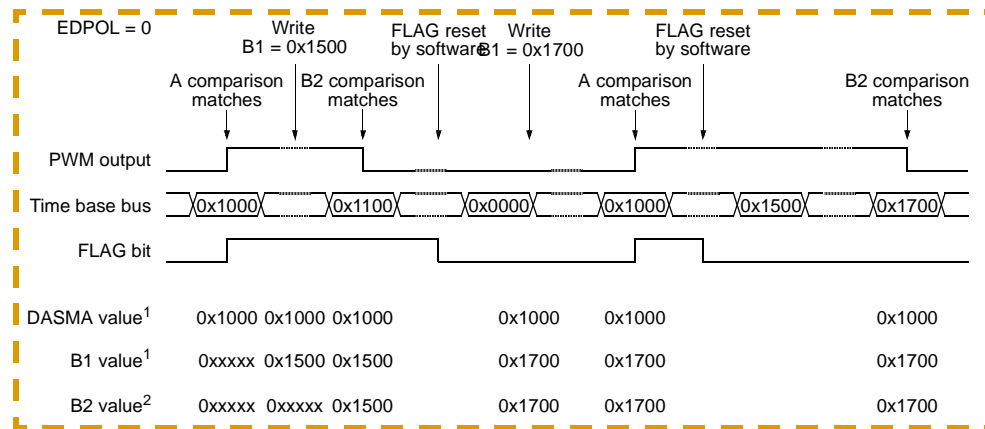 EDPOL = 0
Write
B1 = 0x1500
FLAG reset
by software
Write
B1 = 0x1700
FLAG reset
by software
A comparison
matches
B2 comparison
matches
A comparison
matches
B2 comparison
matches
PWM output
Time base bus 0x1000 0x1100 0x0000 0x1000 0x1500 0x1700
FLAG bit
DASMA value1 0x1000 0x1000 0x1000 0x1000 0x1000 0x1000
B1 value1 0xxxxx 0x1500 0x1500 0x1700 0x1700 0x1700
B2 value2 0xxxxx 0xxxxx 0x1500 0x1700 0x1700 0x1700